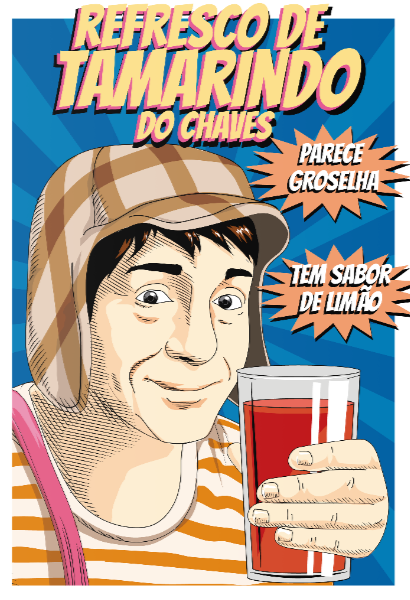 REFRESCO DE
TAMARINDO
DO CHAVES
PARECE
GROSELHA
TEM SABOR
DE LIMÃO